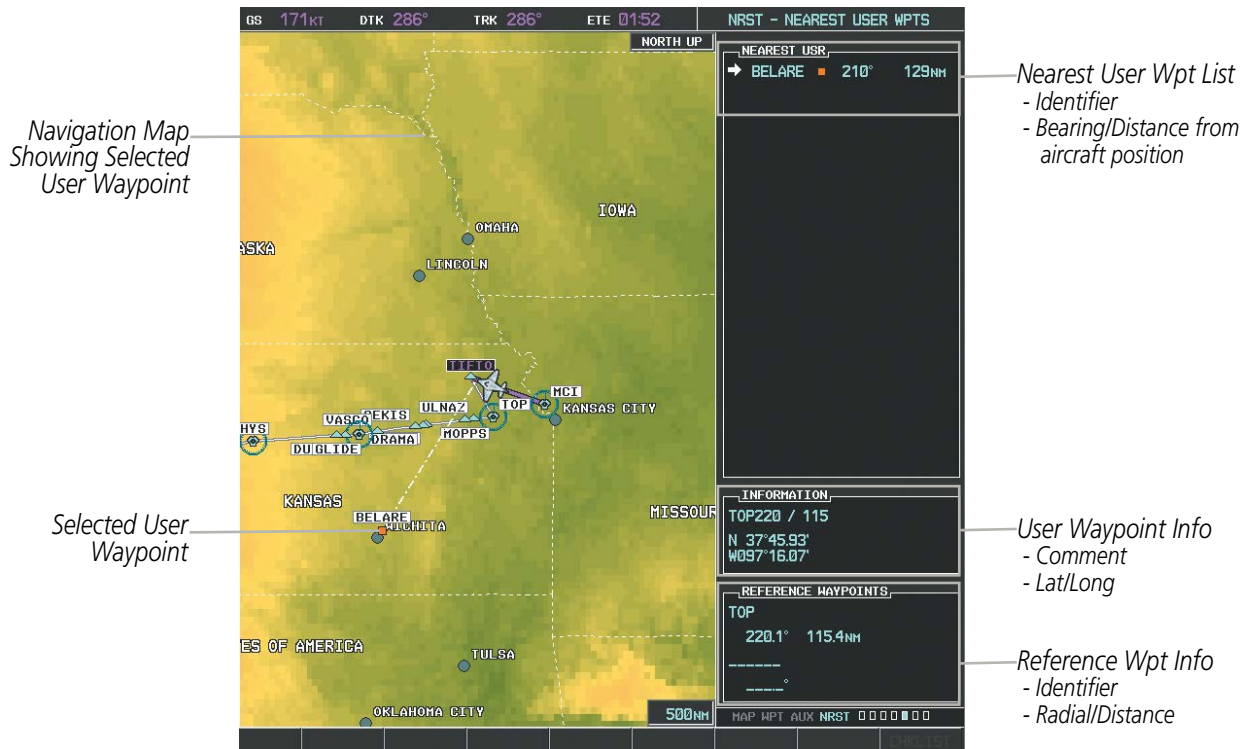 GS 171KT DTK 286° TRK 286° ETE 01:52 NRST - NEAREST USER WPTS
NORTH UP
NEAREST USR
BELARE 210° 129NM
Nearest User Wpt List
- Identifier
- Bearing/Distance from
aircraft position
Navigation Map
Showing Selected
User Waypoint
IOWA
OMAHA
ASKA
LINCOLN
TIFTO
MCI
TOP
KANSAS CITY
ULNAZ
VASCO
PEKIS
HYS
MOPPS
DRAMA
DU
GLIDE
KANSAS
MISSOUR
BELARE
WICHITA
Selected User
Waypoint
INFORMATION
TOP220 / 115
N 37°45.93'
W097°16.07'
User Waypoint Info
- Comment
- Lat/Long
REFERENCE WAYPOINTS
TOP
220.1° 115.4NM
______
___._°
Reference Wpt Info
- Identifier
- Radial/Distance
ES OF AMERICA
TULSA
OKLAHOMA CITY
500NM
MAP WPT AUX NRST
CHKLIST